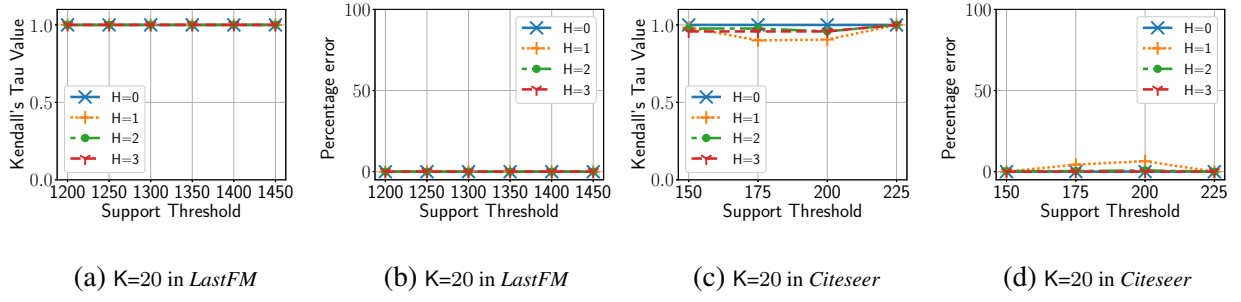 1.0
0.5
0.0
Kendall's Tau Value
H=0
H=1
H=2
H=3
1200 1250 1300 1350 1400 1450
Support Threshold
(a) K=20 in LastFM
100
50
0
Percentage error
H=0
H=1
H=2
H=3
1200 1250 1300 1350 1400 1450
Support Threshold
(b) K=20 in LastFM
1.0
0.5
0.0
Kendall's Tau Value
H=0
H=1
H=2
H=3
150 175 200 225
Support Threshold
(c) K=20 in Citeseer
100
50
0
Percentage error
H=0
H=1
H=2
H=3
150 175 200 225
Support Threshold
(d) K=20 in Citeseer